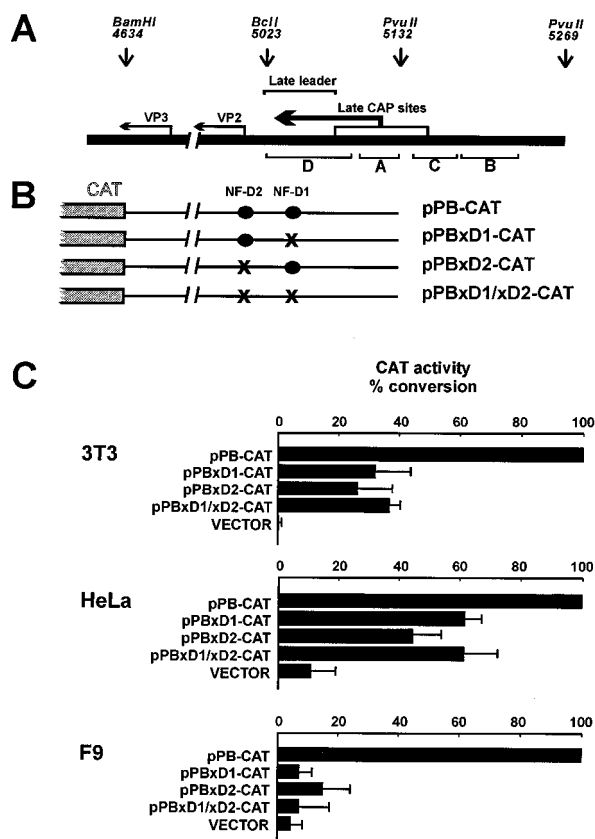 A
BamHI BclI PvuII PvuII
4634 5023 5132 5269
Late leader
VP3 VP2 Late CAP sites
D A C B
B
CAT NF-D2 NF-D1
pPB-CAT
X pPBxD1-CAT
X pPBxD2-CAT
X X pPBxD1/xD2-CAT
C
CAT activity
% conversion
0 20 40 60 80 100
3T3
pPB-CAT
pPBxD1-CAT
pPBxD2-CAT
pPBxD1/xD2-CAT
VECTOR
0 20 40 60 80 100
HeLa
pPB-CAT
pPBxD1-CAT
pPBxD2-CAT
pPBxD1/xD2-CAT
VECTOR
0 20 40 60 80 100
F9
pPB-CAT
pPBxD1-CAT
pPBxD2-CAT
pPBxD1/xD2-CAT
VECTOR